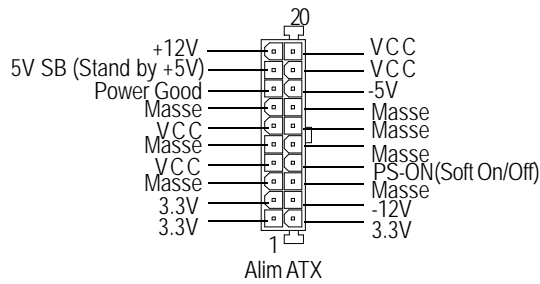 20
+12V
5V SB (Stand by +5V)
Power Good
Masse
VCC
Masse
VCC
Masse
3.3V
3.3V
VCC
VCC
-5V
Masse
Masse
Masse
PS-ON(Soft On/Off)
Masse
-12V
3.3V
1
Alim ATX